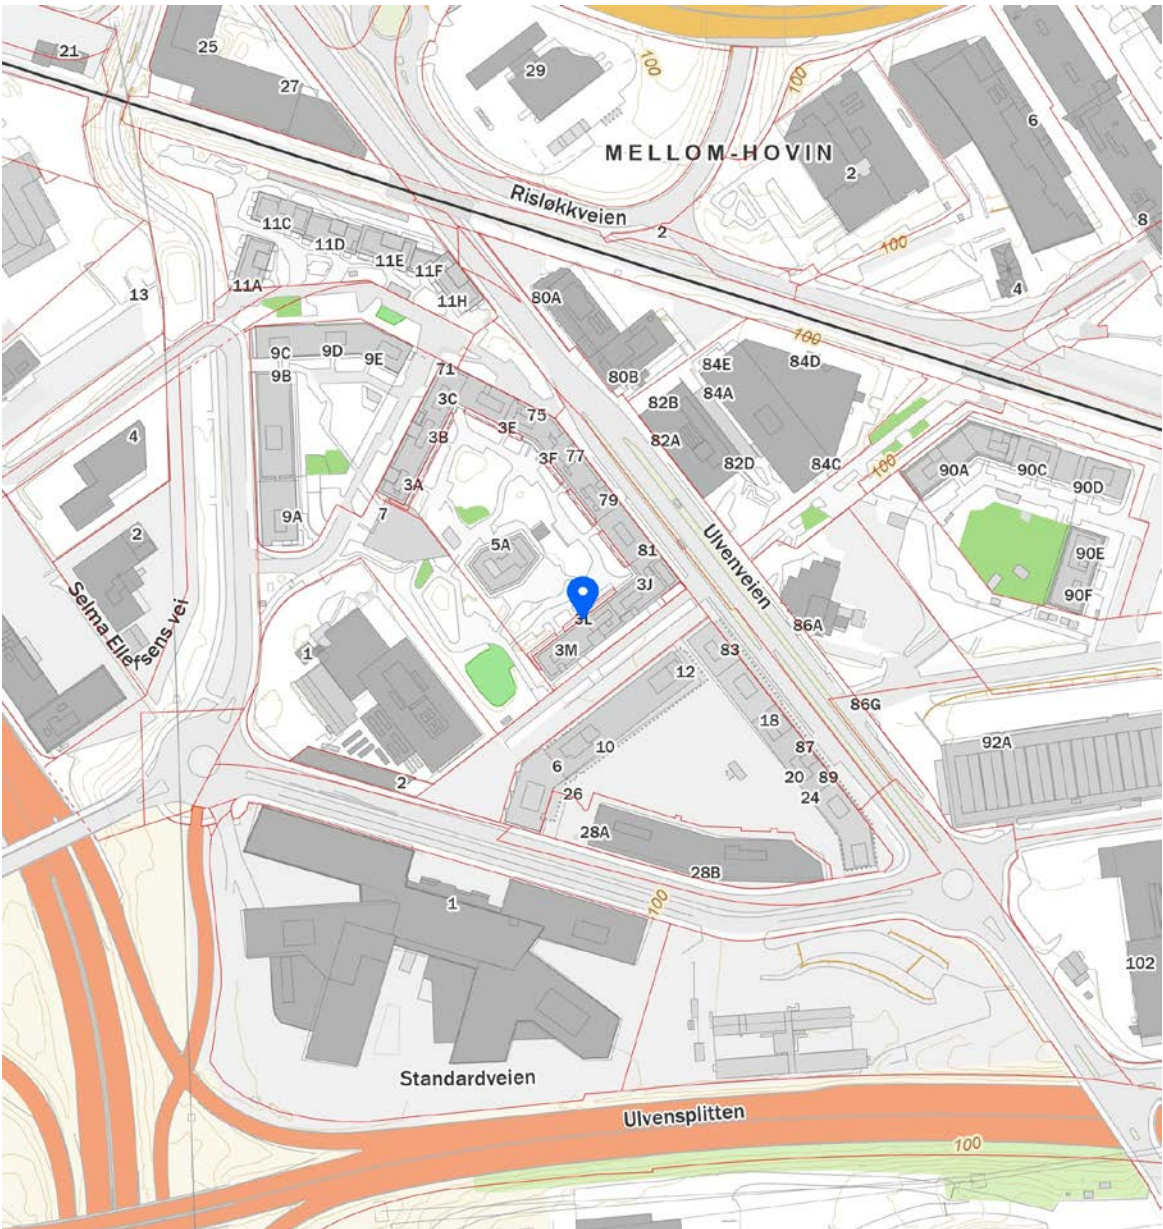 21
25
27
29
100
100
6
MELLOM-HOVIN
2
Risløkkveien
2
8
100
4
11C
11D
11E
11F
11H
11A
13
80A
100
80B
84E
84D
84A
82B
82A
82D
84C
100
9C
9D
9E
9B
71
3C
75
3E
3B
3F
77
3A
79
7
9A
4
2
5A
81
3J
3L
3M
90A
90C
90D
90E
90F
Ulvenveien
86A
86G
92A
Selma Ellefsens vei
1
2
83
12
18
10
6
87
20
89
24
26
28A
28B
1
100
102
Standardveien
Ulvensplitten
100